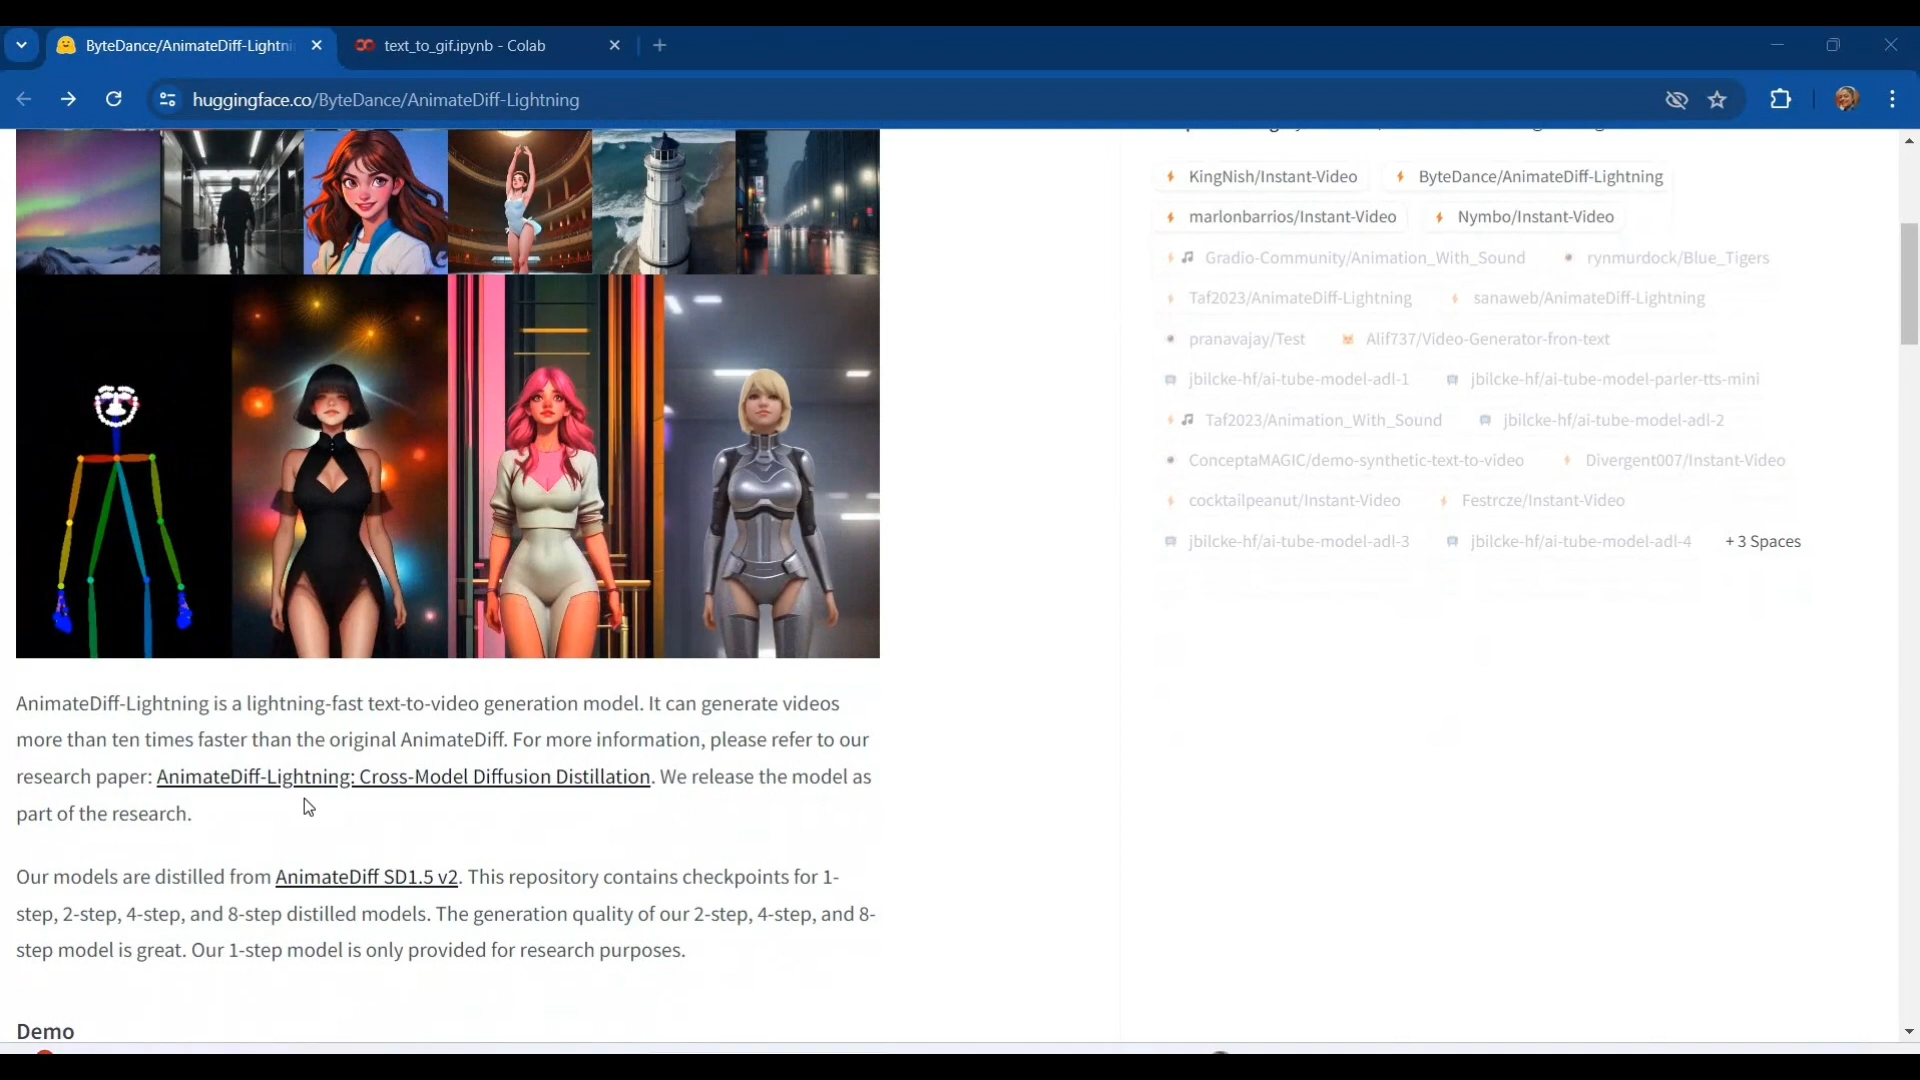 ByteDance/AnimateDiff-Lightni
text_to_gif.ipynb - Colab
huggingface.co/ByteDance/AnimateDiff-Lightning
KingNish/Instant-Video
ByteDance/AnimateDiff-Lightning
marlonbarrios/Instant-Video
Nymbo/Instant-Video
Gradio-Community/Animation_With_Sound
rynmurdock/Blue_Tigers
Taf2023/AnimateDiff-Lightning
sanaweb/AnimateDiff-Lightning
pranavajay/Test
Alif737/Video-Generator-fron-text
jbilcke-hf/ai-tube-model-adl-1
jbilcke-hf/ai-tube-model-parler-tts-mini
Taf2023/Animation_With_Sound
jbilcke-hf/ai-tube-model-adl-2
ConceptaMAGIC/demo-synthetic-text-to-video
Divergent007/Instant-Video
cocktailpeanut/Instant-Video
Festrcze/Instant-Video
jbilcke-hf/ai-tube-model-adl-3
jbilcke-hf/ai-tube-model-adl-4
+ 3 Spaces
AnimateDiff-Lightning is a lightning-fast text-to-video generation model. It can generate videos
more than ten times faster than the original AnimateDiff. For more information, please refer to our
research paper: AnimateDiff-Lightning: Cross-Model Diffusion Distillation. We release the model as
part of the research.
Our models are distilled from AnimateDiff SD1.5 v2. This repository contains checkpoints for 1-
step, 2-step, 4-step, and 8-step distilled models. The generation quality of our 2-step, 4-step, and 8-
step model is great. Our 1-step model is only provided for research purposes.
Demo